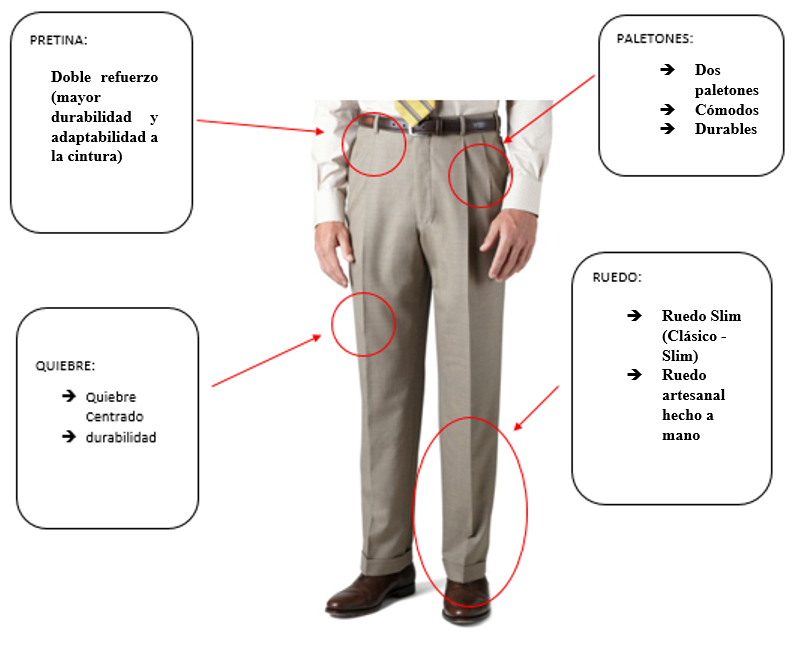 PRETINA:
Doble refuerzo
(mayor
durabilidad y
adaptabilidad a
la cintura)
PALETONES:
➔ Dos
paletones
➔ Cómodos
➔ Durables
QUIEBRE:
➔ Quiebre
Centrado
➔ durabilidad
RUEDO:
➔ Ruedo Slim
(Clásico -
Slim)
➔ Ruedo
artesanal
hecho a
mano